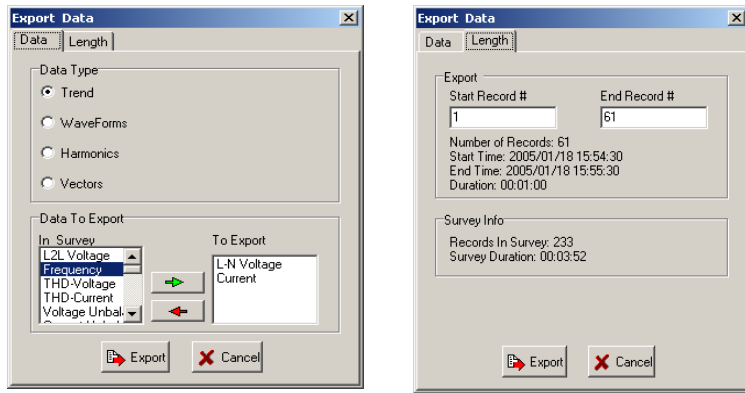 Export Data
Data
Length
Data Type
Trend
WaveForms
Harmonics
Vectors
Data To Export
In Survey
L2L Voltage
Frequency
THD-Voltage
THD-Current
Voltage Unbal
To Export
L-N Voltage
Current
Export
Cancel
Export Data
Data
Length
Export
Start Record #
End Record #
1
61
Number of Records: 61
Start Time: 2005/01/18 15:54:30
End Time: 2005/01/18 15:55:30
Duration: 00:01:00
Survey Info
Records In Survey: 233
Survey Duration: 00:03:52
Export
Cancel